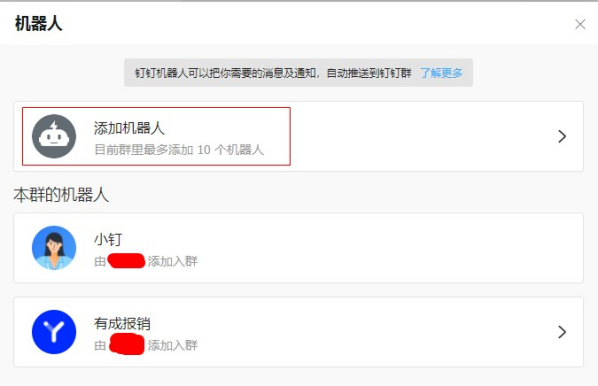 机器人
钉钉机器人可以把你需要的消息及通知，自动推送到钉钉群 了解更多
添加机器人
目前群里最多添加 10 个机器人
本群的机器人
小钉
由 添加入群
有成报销
由 添加入群